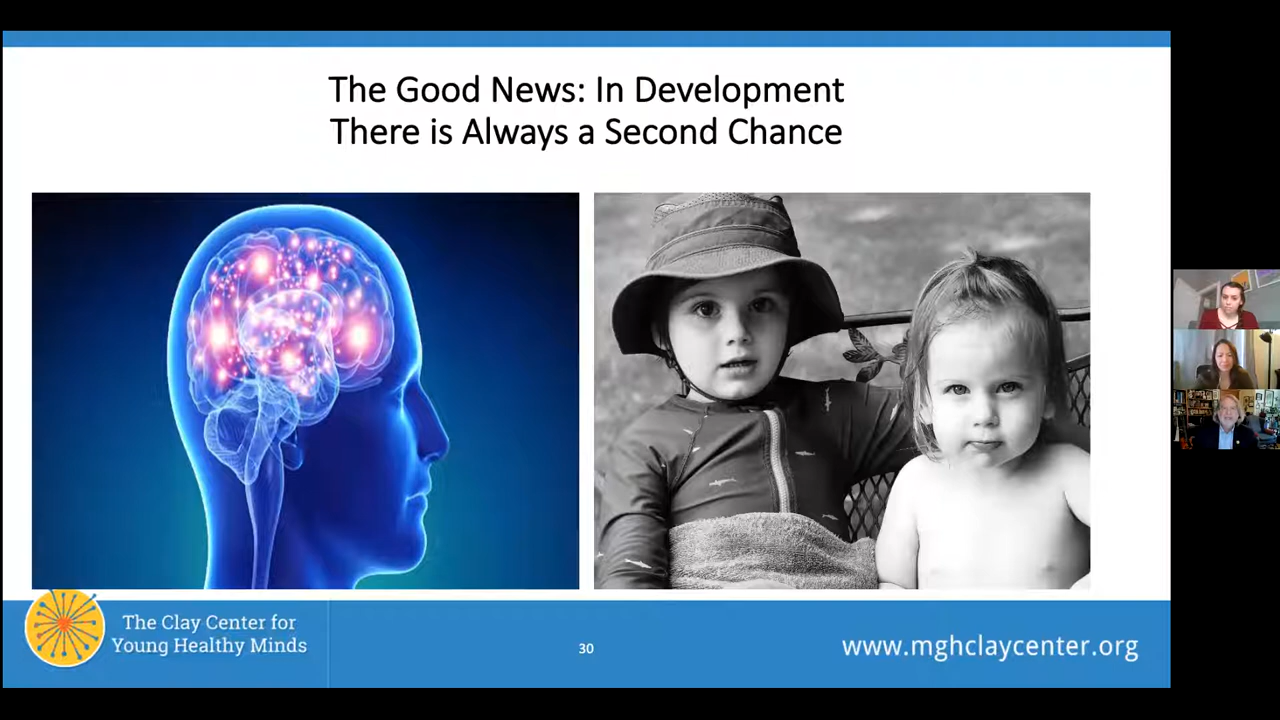 The Good News: In Development
There is Always a Second Chance
The Clay Center for
Young Healthy Minds
30
www.mghclaycenter.org